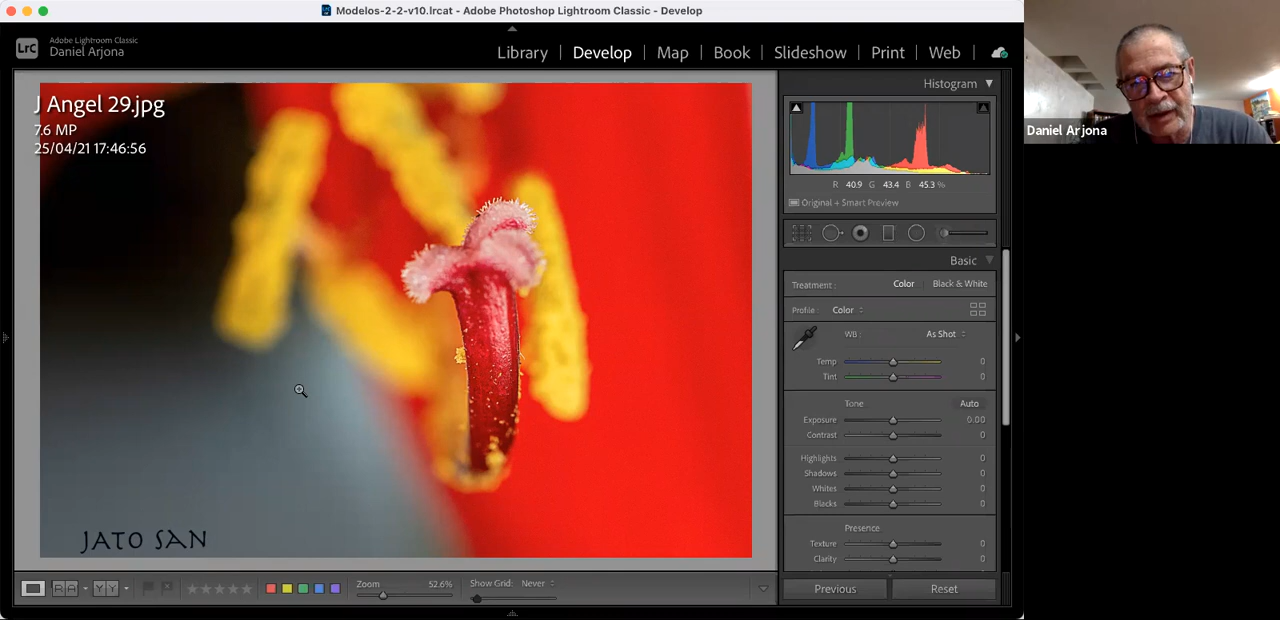 Modelos-2-2-v10.lrcat - Adobe Photoshop Lightroom Classic - Develop
LrC
Adobe Lightroom Classic
Daniel Arjona
Library | Develop | Map | Book | Slideshow | Print | Web |
J Angel 29.jpg
7.6 MP
25/04/21 17:46:56
JATO SAN
Histogram
R 40.9 G 43.4 B 45.3 %
Original + Smart Preview
Basic
Treatment : Color Black & White
Profile : Color
WB : As Shot
Temp 0
Tint 0
Tone Auto
Exposure 0.00
Contrast 0
Highlights 0
Shadows 0
Whites 0
Blacks 0
Presence
Texture 0
Clarity 0
Previous Reset
R A Y Y Zoom 52.6% Show Grid: Never
Daniel Arjona